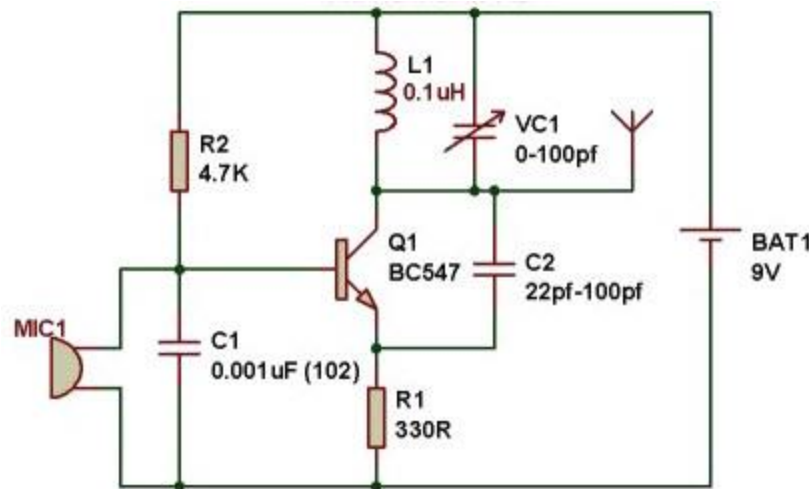 L1
0.1uH
R2
4.7K
VC1
0-100pf
Q1
BC547
C2
22pf-100pf
BAT1
9V
MIC1
C1
0.001uF (102)
R1
330R